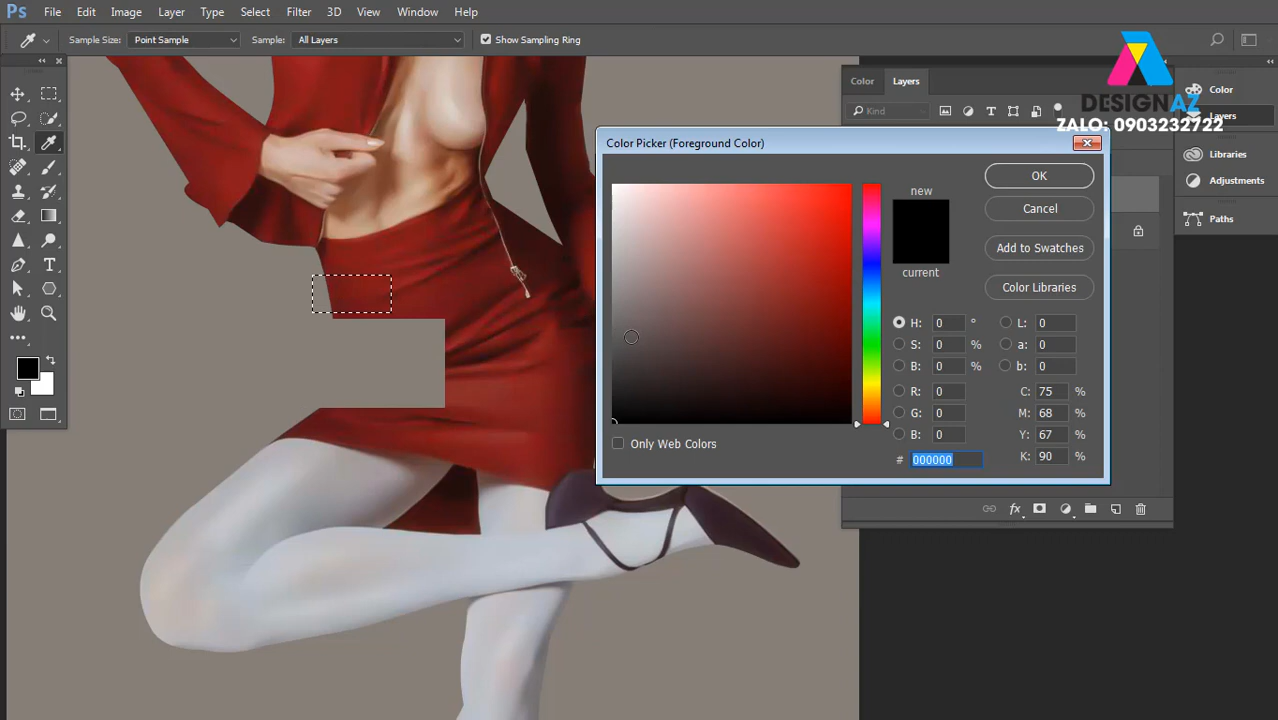 Ps File Edit Image Layer Type Select Filter 3D View Window Help
Sample Size: Point Sample Sample: All Layers Show Sampling Ring
Color Layers
Kind
DESIGNAZ
ZALO: 0903232722
Color
Layers
Libraries
Adjustments
Paths
Color Picker (Foreground Color)
new
current
OK
Cancel
Add to Swatches
Color Libraries
H: 0 ° L: 0
S: 0 % a: 0
B: 0 % b: 0
R: 0 C: 75 %
G: 0 M: 68 %
B: 0 Y: 67 %
# 000000 K: 90 %
Only Web Colors
fx